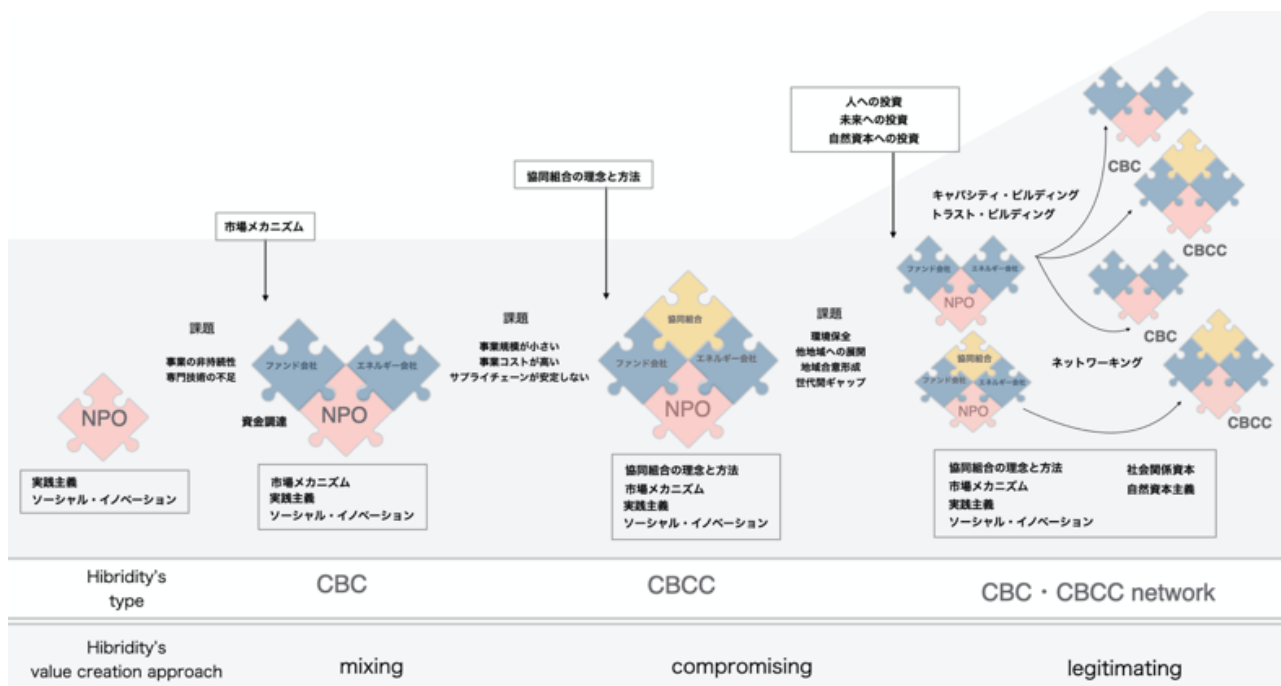 人への投資
未来への投資
自然資本への投資
協同組合の理念と方法
市場メカニズム
キャパシティ・ビルディング
トラスト・ビルディング
CBC
CBCC
ファンド会社
エネルギー会社
NPO
CBC
ネットワーキング
協同組合
ファンド会社
エネルギー会社
NPO
CBCC
課題
事業の非持続性
専門技術の不足
課題
事業規模が小さい
事業コストが高い
サプライチェーンが安定しない
課題
環境保全
他地域への展開
地域合意形成
世代間ギャップ
NPO
資金調達
ファンド会社
エネルギー会社
NPO
協同組合
ファンド会社
エネルギー会社
NPO
実践主義
ソーシャル・イノベーション
市場メカニズム
実践主義
ソーシャル・イノベーション
協同組合の理念と方法
市場メカニズム
実践主義
ソーシャル・イノベーション
協同組合の理念と方法
市場メカニズム
実践主義
ソーシャル・イノベーション
社会関係資本
自然資本主義
Hibridity's
type
CBC
CBCC
CBC・CBCC network
Hibridity's
value creation approach
mixing
compromising
legitimating